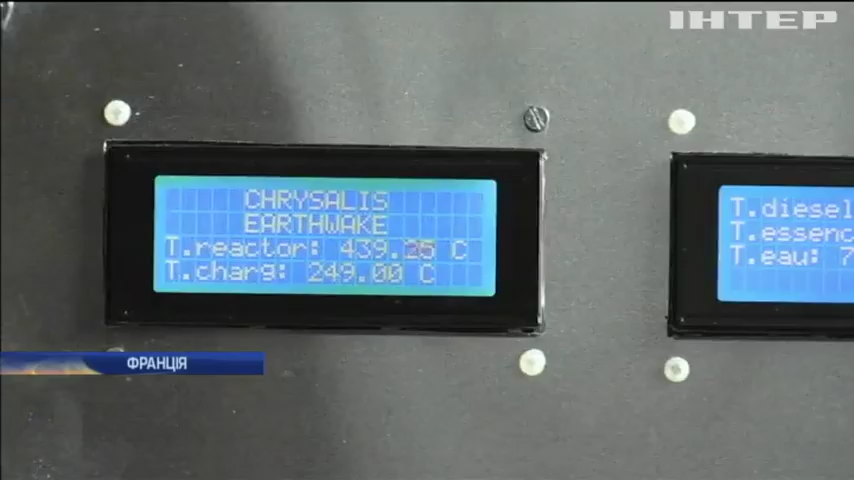 ІНТЕР
CHRYSALIS
EARTHWAKE
T.reactor: 439.25 C
T.charg: 249.00 C
T.diesel
T.essenc
T.eau: 7
ФРАНЦІЯ